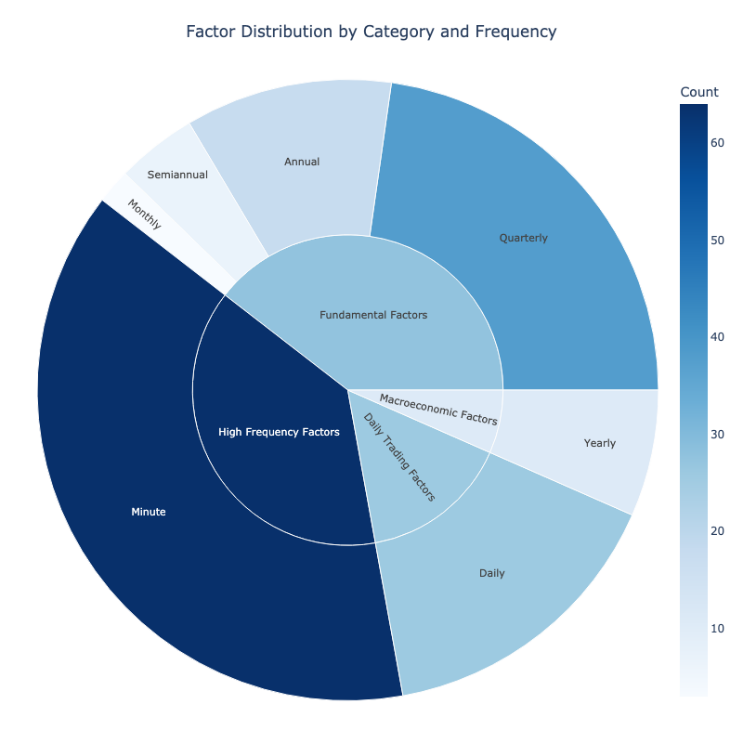 Factor Distribution by Category and Frequency
Count
60
50
40
30
20
10
Annual
Semiannual
Monthly
Quarterly
Fundamental Factors
Macroeconomic Factors
Yearly
High Frequency Factors
Daily Trading Factors
Minute
Daily